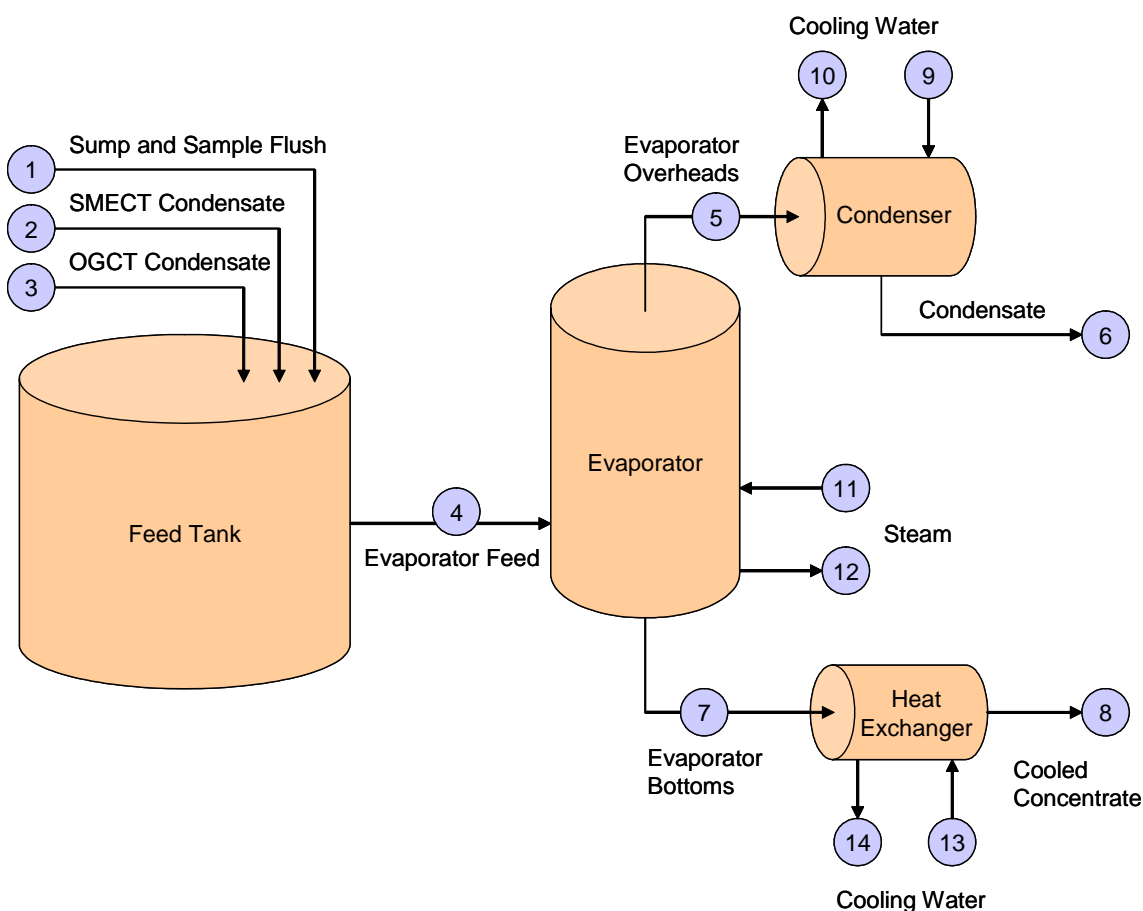 Cooling Water
10
9
1
Sump and Sample Flush
2
SMECT Condensate
3
OGCT Condensate
Evaporator
Overheads
5
Condenser
Condensate
6
Evaporator
11
Steam
12
Feed Tank
4
Evaporator Feed
7
Evaporator
Bottoms
Heat
Exchanger
8
Cooled
Concentrate
14
13
Cooling Water